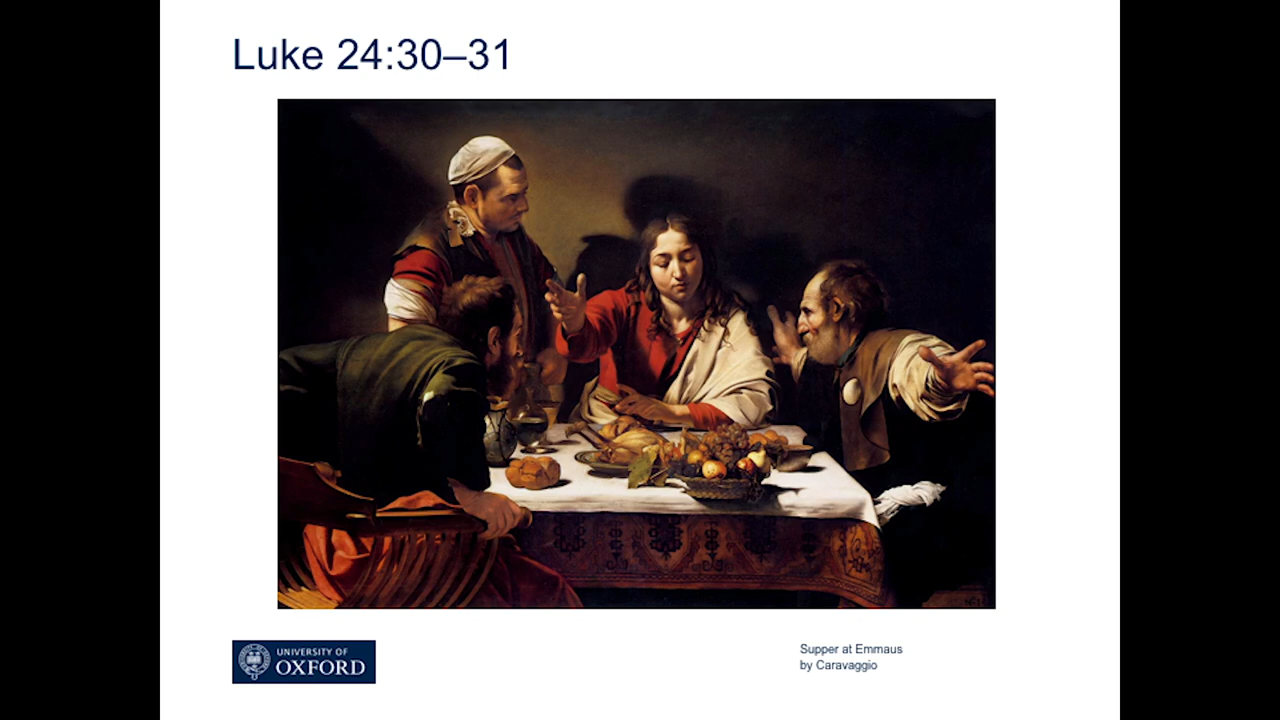 Luke 24:30–31
UNIVERSITY OF
OXFORD
Supper at Emmaus
by Caravaggio